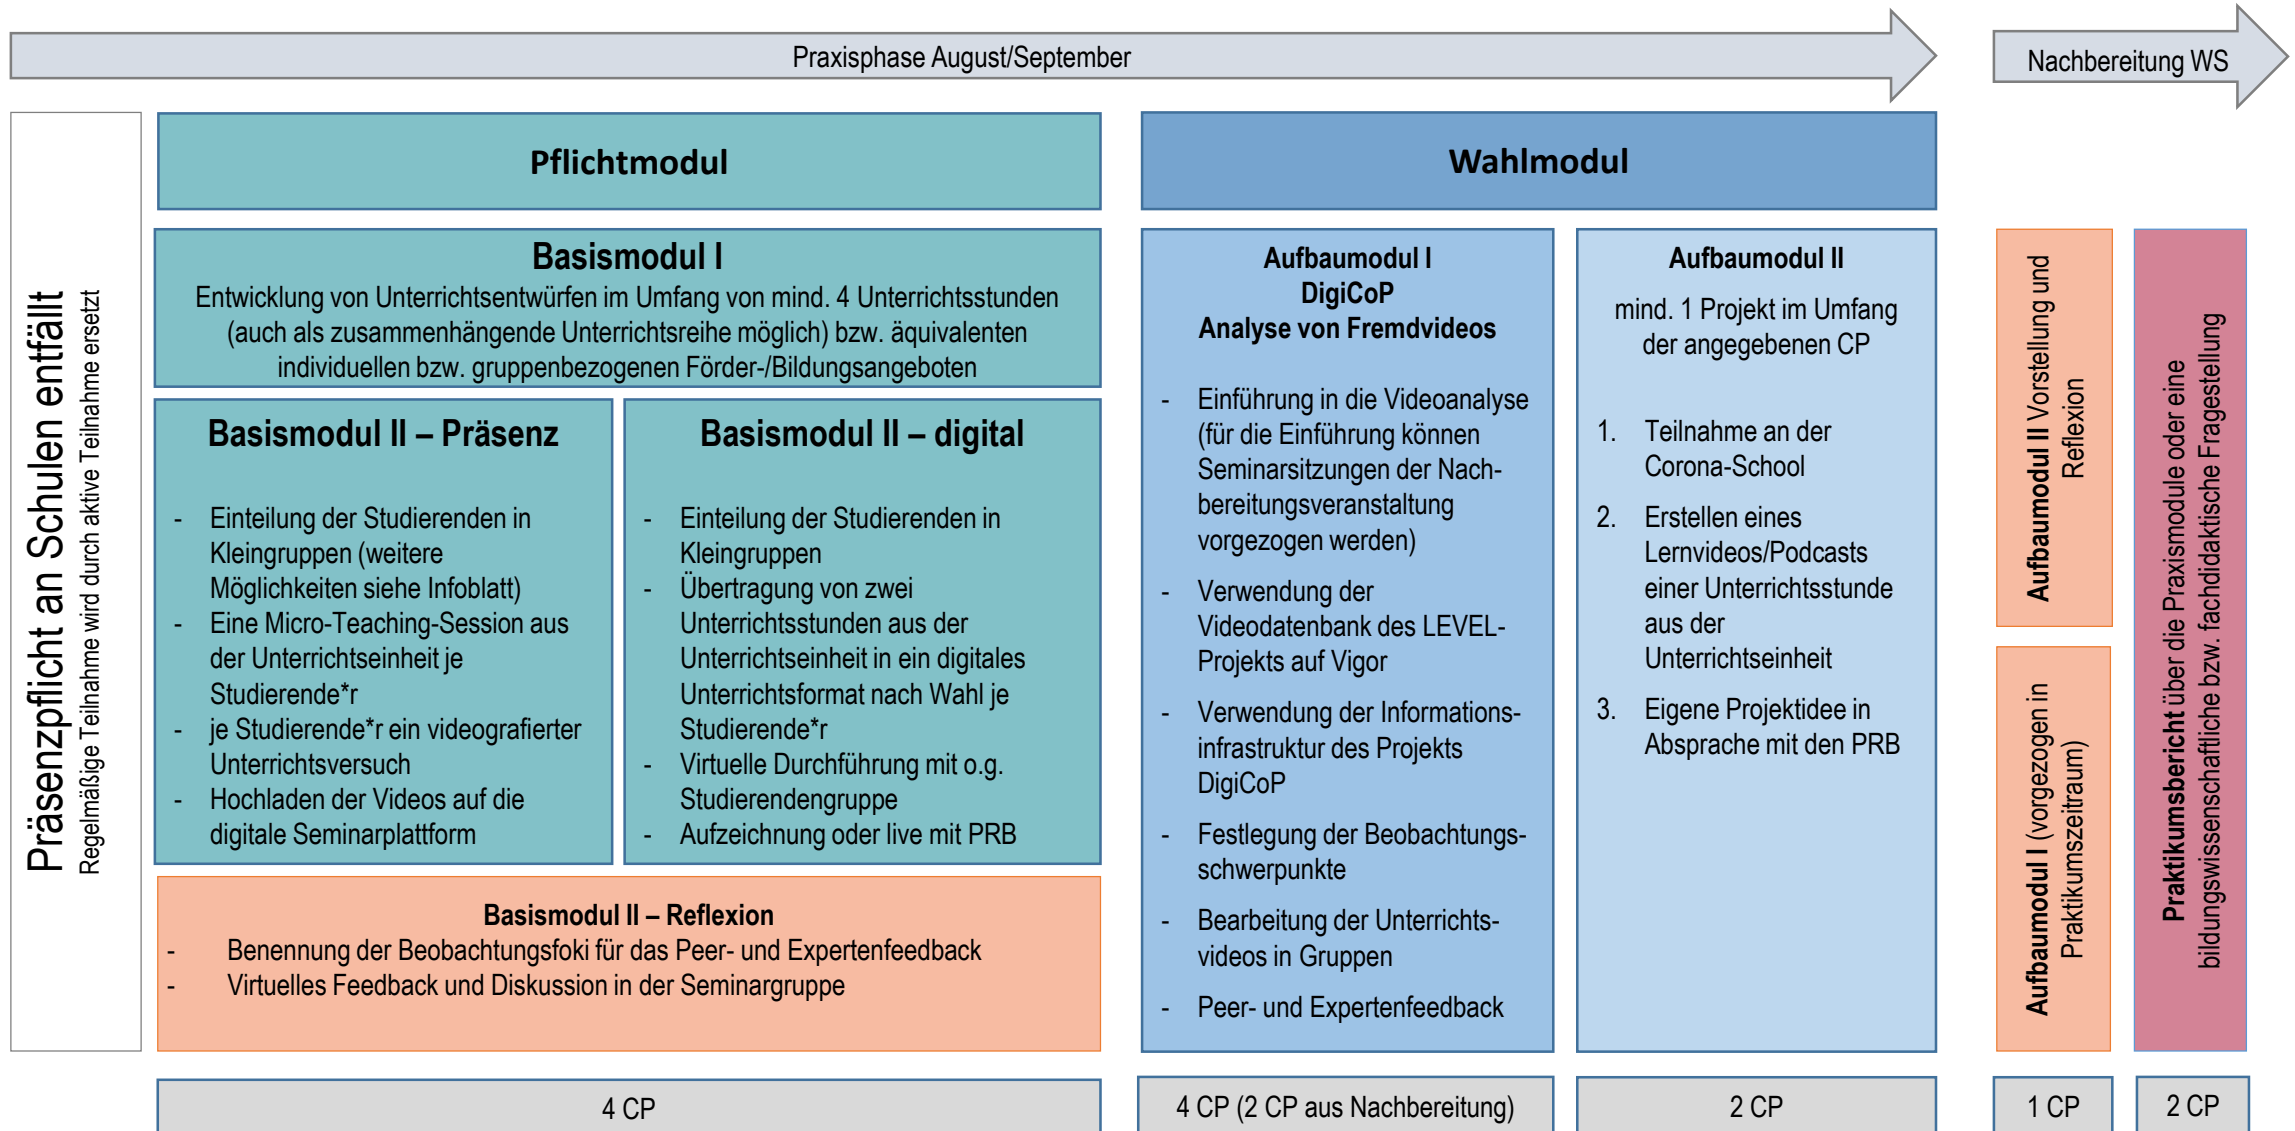 Praxisphase August/September
Nachbereitung WS
Präsenzpflicht an Schulen entfällt
Regelmäßige Teilnahme wird durch aktive Teilnahme ersetzt
Pflichtmodul
Basismodul I
Entwicklung von Unterrichtsentwürfen im Umfang von mind. 4 Unterrichtsstunden
(auch als zusammenhängende Unterrichtsreihe möglich) bzw. äquivalenten
individuellen bzw. gruppenbezogenen Förder-/Bildungsangeboten
Basismodul II – Präsenz
- Einteilung der Studierenden in
Kleingruppen (weitere
Möglichkeiten siehe Infoblatt)
- Eine Micro-Teaching-Session aus
der Unterrichtseinheit je
Studierende*r
- je Studierende*r ein videografierter
Unterrichtsversuch
- Hochladen der Videos auf die
digitale Seminarplattform
Basismodul II – digital
- Einteilung der Studierenden in
Kleingruppen
- Übertragung von zwei
Unterrichtsstunden aus der
Unterrichtseinheit in ein digitales
Unterrichtsformat nach Wahl je
Studierende*r
- Virtuelle Durchführung mit o.g.
Studierendengruppe
- Aufzeichnung oder live mit PRB
Basismodul II – Reflexion
- Benennung der Beobachtungsfoki für das Peer- und Expertenfeedback
- Virtuelles Feedback und Diskussion in der Seminargruppe
4 CP
Wahlmodul
Aufbaumodul I
DigiCoP
Analyse von Fremdvideos
- Einführung in die Videoanalyse
(für die Einführung können
Seminarsitzungen der Nach-
bereitungsveranstaltung
vorgezogen werden)
- Verwendung der
Videodatenbank des LEVEL-
Projekts auf Vigor
- Verwendung der Informations-
infrastruktur des Projekts
DigiCoP
- Festlegung der Beobachtungs-
schwerpunkte
- Bearbeitung der Unterrichts-
videos in Gruppen
- Peer- und Expertenfeedback
4 CP (2 CP aus Nachbereitung)
Aufbaumodul II
mind. 1 Projekt im Umfang
der angegebenen CP
1. Teilnahme an der
Corona-School
2. Erstellen eines
Lernvideos/Podcasts
einer Unterrichtsstunde
aus der
Unterrichtseinheit
3. Eigene Projektidee in
Absprache mit den PRB
2 CP
Aufbaumodul II Vorstellung und
Reflexion
Aufbaumodul I (vorgezogen in
Praktikumszeitraum)
1 CP
Praktikumsbericht über die Praxismodule oder eine
bildungswissenschaftliche bzw. fachdidaktische Fragestellung
2 CP